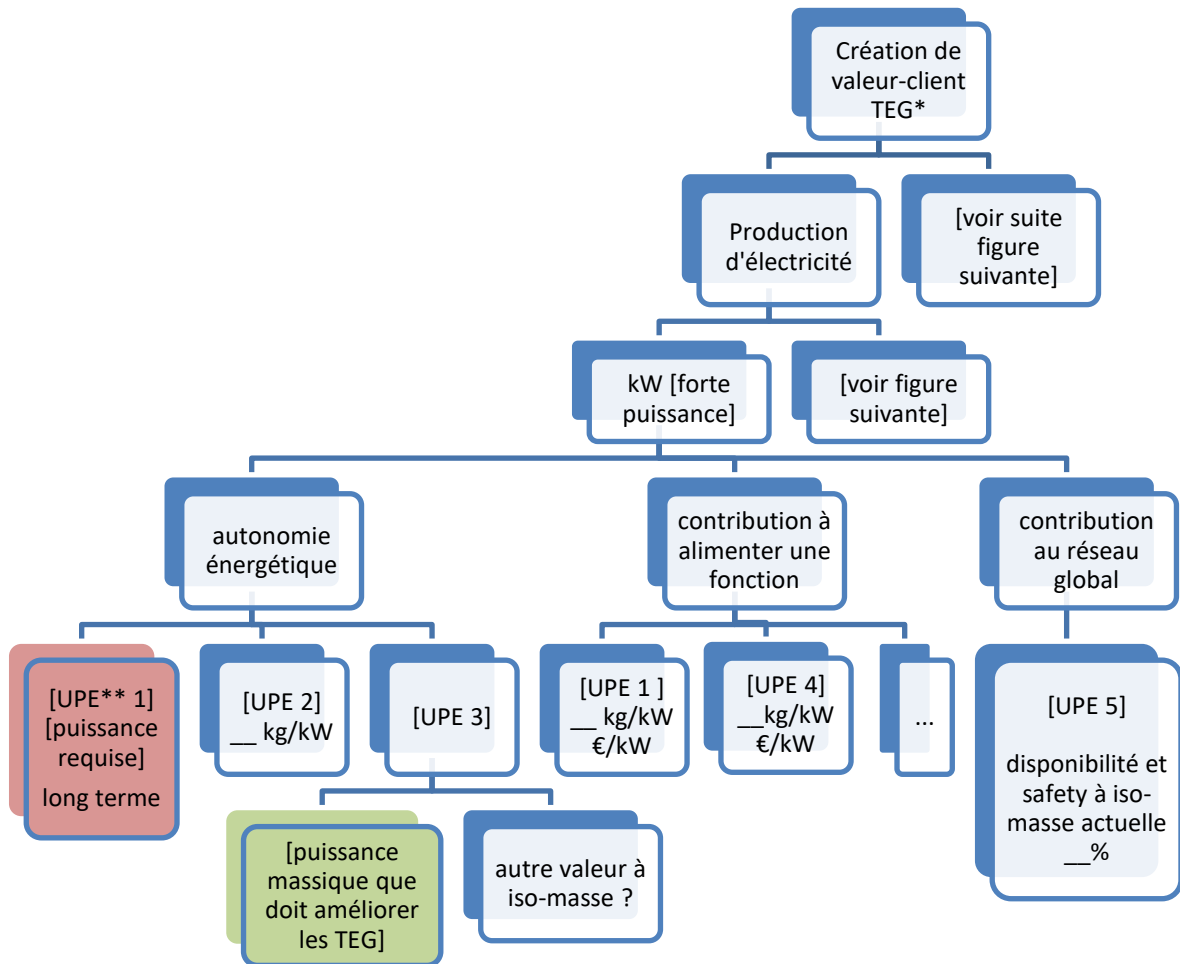 Création de
valeur-client
TEG*
Production
d'électricité
[voir suite
figure
suivante]
kW [forte
puissance]
[voir figure
suivante]
autonomie
énergétique
contribution à
alimenter une
fonction
contribution
au réseau
global
[UPE** 1]
[puissance
requise]
long terme
[UPE 2]
__ kg/kW
[UPE 3]
[UPE 1 ]
__ kg/kW
€/kW
[UPE 4]
__kg/kW
€/kW
...
[UPE 5]
disponibilité et
safety à iso-
masse actuelle
__%
[puissance
massique que
doit améliorer
les TEG]
autre valeur à
iso-masse ?